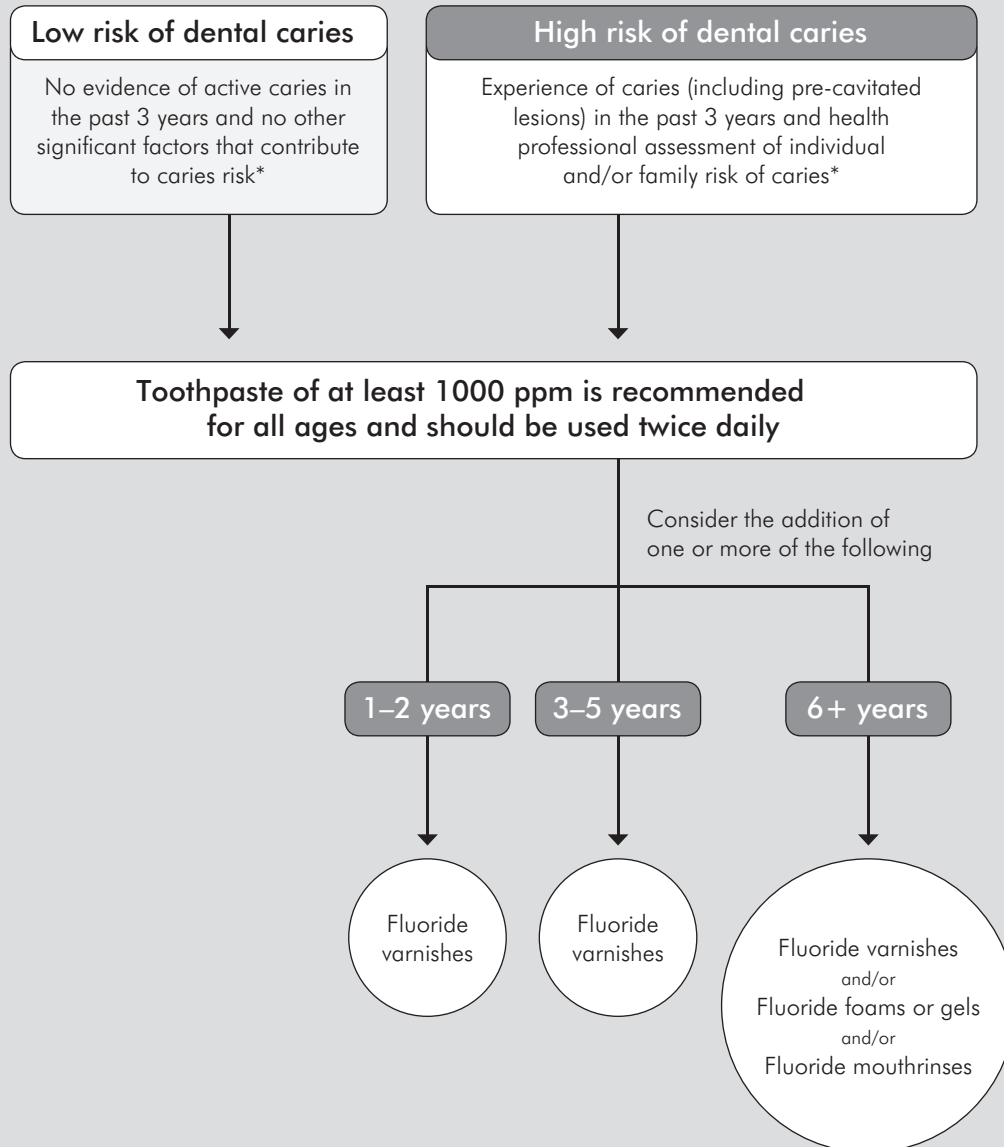 Low risk of dental caries
No evidence of active caries in
the past 3 years and no other
significant factors that contribute
to caries risk*
High risk of dental caries
Experience of caries (including pre-cavitated
lesions) in the past 3 years and health
professional assessment of individual
and/or family risk of caries*
Toothpaste of at least 1000 ppm is recommended
for all ages and should be used twice daily
Consider the addition of
one or more of the following
1–2 years
3–5 years
6+ years
Fluoride
varnishes
Fluoride
varnishes
Fluoride varnishes
and/or
Fluoride foams or gels
and/or
Fluoride mouthrinses